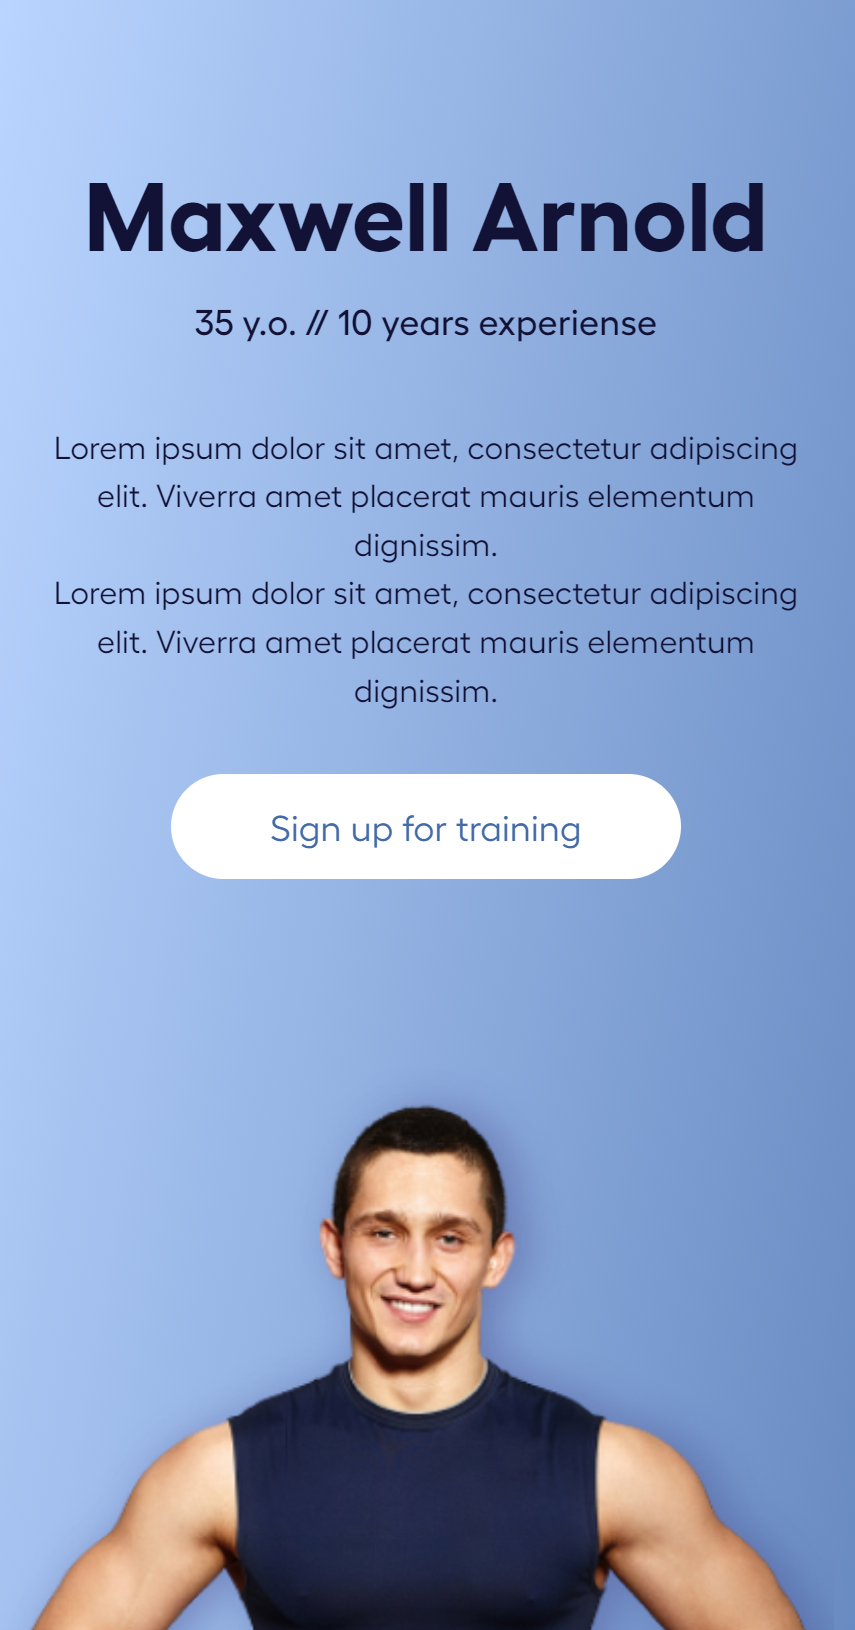 Maxwell Arnold
35 y.o. // 10 years experiense
Lorem ipsum dolor sit amet, consectetur adipiscing
elit. Viverra amet placerat mauris elementum
dignissim.
Lorem ipsum dolor sit amet, consectetur adipiscing
elit. Viverra amet placerat mauris elementum
dignissim.
Sign up for training